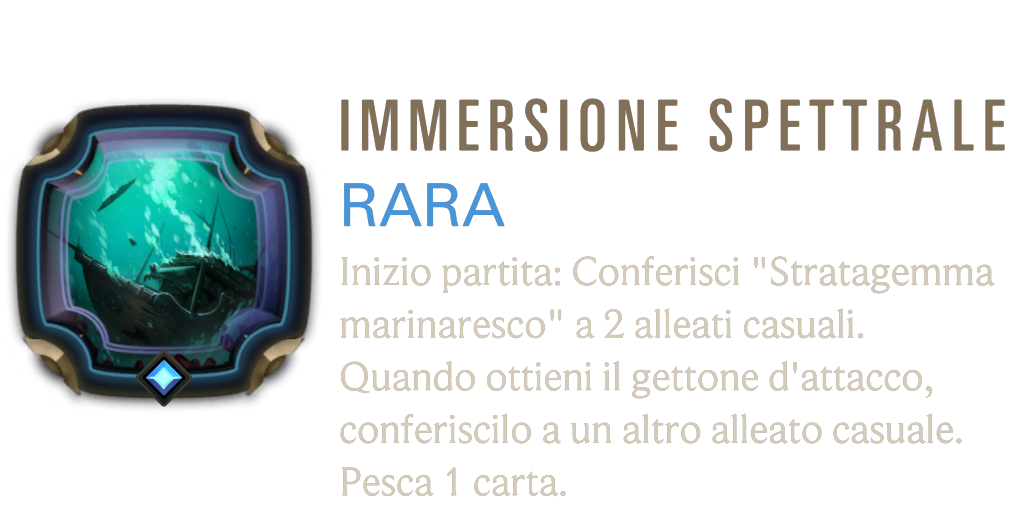 IMMERSIONE SPETTRALE
RARA
Inizio partita: Conferisci "Stratagemma
marinaresco" a 2 alleati casuali.
Quando ottieni il gettone d'attacco,
conferiscilo a un altro alleato casuale.
Pesca 1 carta.